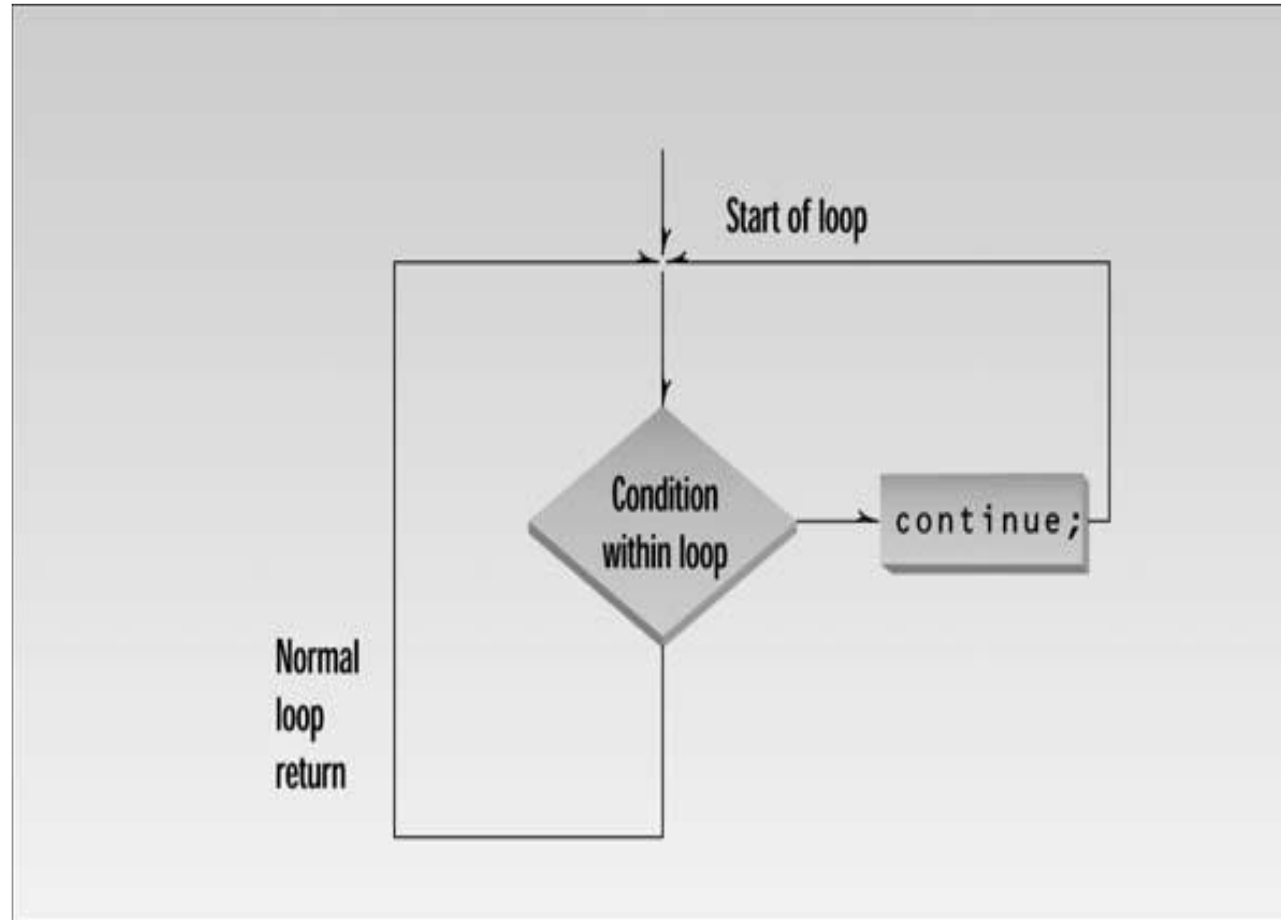 Start of loop
Condition
within loop
continue;
Normal
loop
return